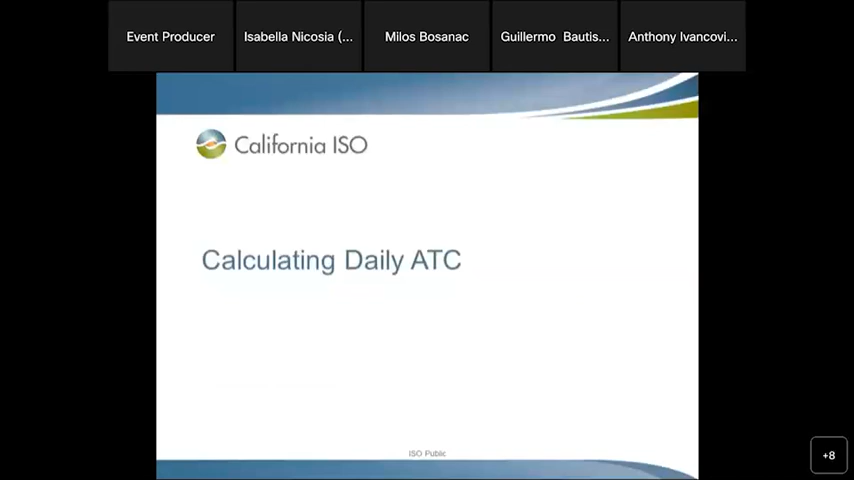 Event Producer
Isabella Nicosia (...
Milos Bosanac
Guillermo Bautis...
Anthony Ivancovi...
California ISO
Calculating Daily ATC
ISO Public
+8